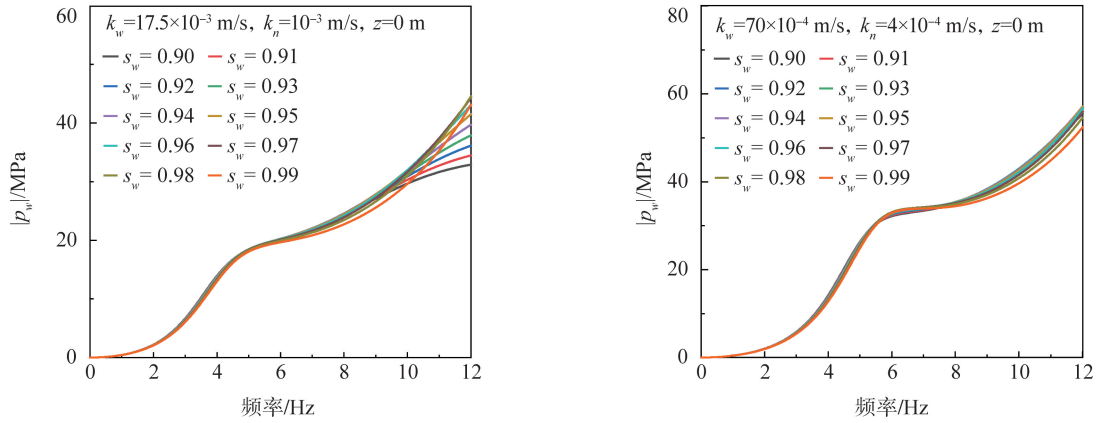 k_w=17.5×10⁻³ m/s, k_n=10⁻³ m/s, z=0 m
s_w= 0.90 s_w= 0.91
s_w= 0.92 s_w= 0.93
s_w= 0.94 s_w= 0.95
s_w= 0.96 s_w= 0.97
s_w= 0.98 s_w= 0.99
60
40
20
0
|p_w|/MPa
0 2 4 6 8 10 12
频率/Hz
k_w=70×10⁻⁴ m/s, k_n=4×10⁻⁴ m/s, z=0 m
s_w= 0.90 s_w= 0.91
s_w= 0.92 s_w= 0.93
s_w= 0.94 s_w= 0.95
s_w= 0.96 s_w= 0.97
s_w= 0.98 s_w= 0.99
80
60
40
20
0
|p_w|/MPa
0 2 4 6 8 10 12
频率/Hz